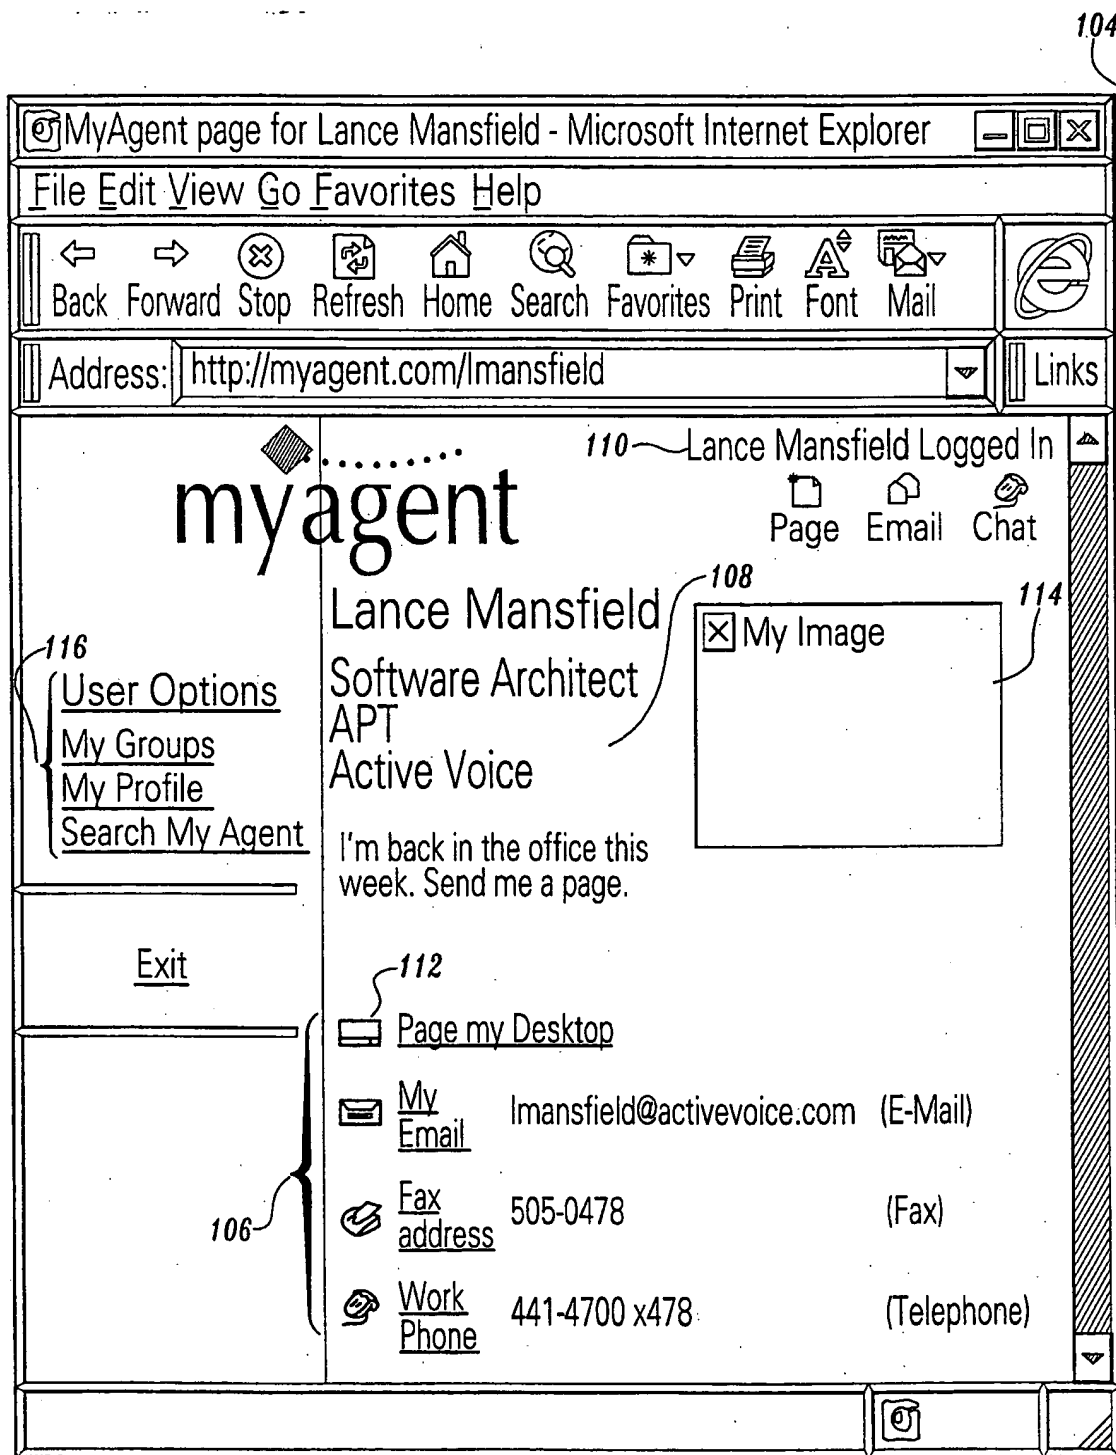 104
MyAgent page for Lance Mansfield - Microsoft Internet Explorer
File Edit View Go Favorites Help
Back Forward Stop Refresh Home Search Favorites Print Font Mail
Address: http://myagent.com/lmansfield Links
110 Lance Mansfield Logged In
myagent
Page Email Chat
108
Lance Mansfield
114
My Image
116
User Options
My Groups
My Profile
Search My Agent
Software Architect
APT
Active Voice
I'm back in the office this
week. Send me a page.
Exit
112
Page my Desktop
My
Email
lmansfield@activevoice.com (E-Mail)
106
Fax
address
505-0478 (Fax)
Work
Phone
441-4700 x478 (Telephone)